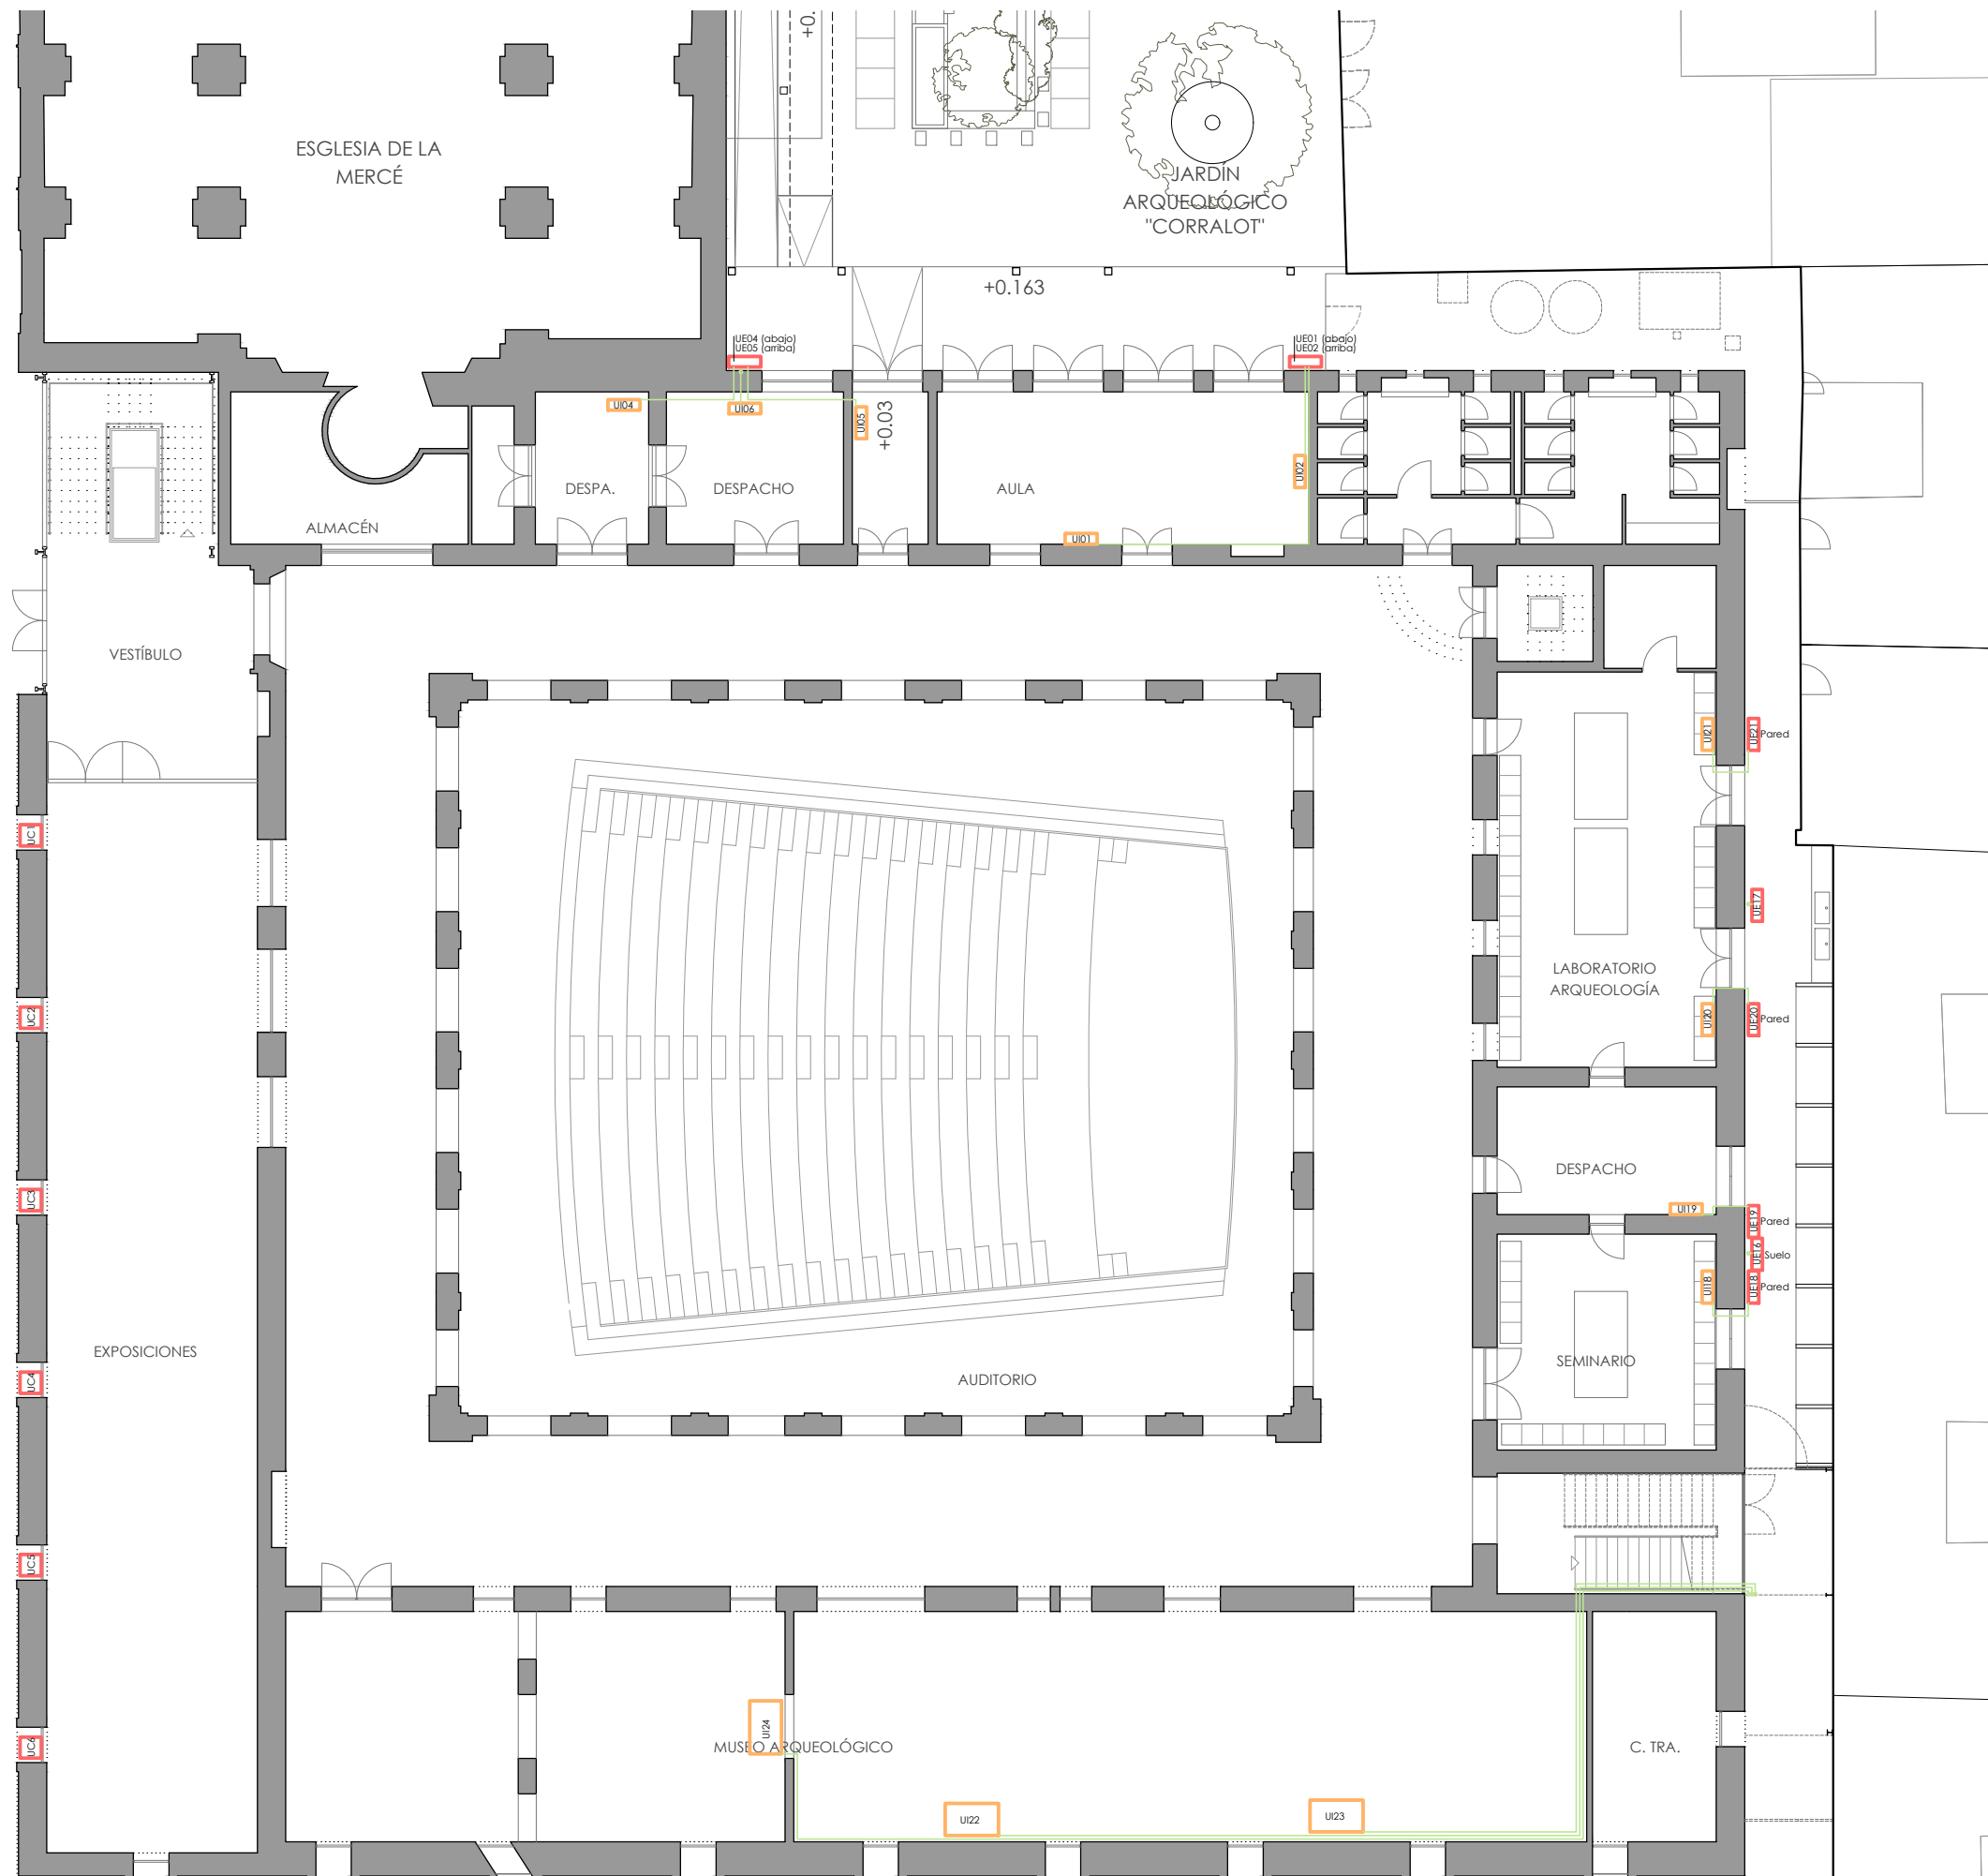 +0.
ESGLESIA DE LA
MERCÉ
JARDÍN
ARQUEOLÓGICO
"CORRALOT"
+0.163
UE04 (abajo)
UE05 (arriba)
UE01 (abajo)
UE02 (arriba)
UI04
UI06
UI05
+0.03
UI02
DESPA.
DESPACHO
AULA
ALMACÉN
UI01
VESTÍBULO
UI21
UE21
Pared
UC1
UE17
LABORATORIO
ARQUEOLOGÍA
UC2
UI20
UE20
Pared
DESPACHO
UC3
UI19
UE19
Pared
UE16
Suelo
UI18
UE18
Pared
EXPOSICIONES
SEMINARIO
UC4
AUDITORIO
UC5
UI24
MUSEO ARQUEOLÓGICO
C. TRA.
UC6
UI22
UI23